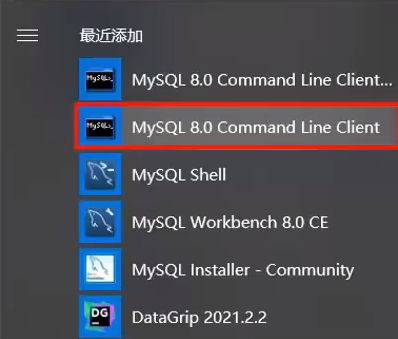 最近添加
MySQL 8.0 Command Line Client...
MySQL 8.0 Command Line Client
MySQL Shell
MySQL Workbench 8.0 CE
MySQL Installer - Community
DG
DataGrip 2021.2.2